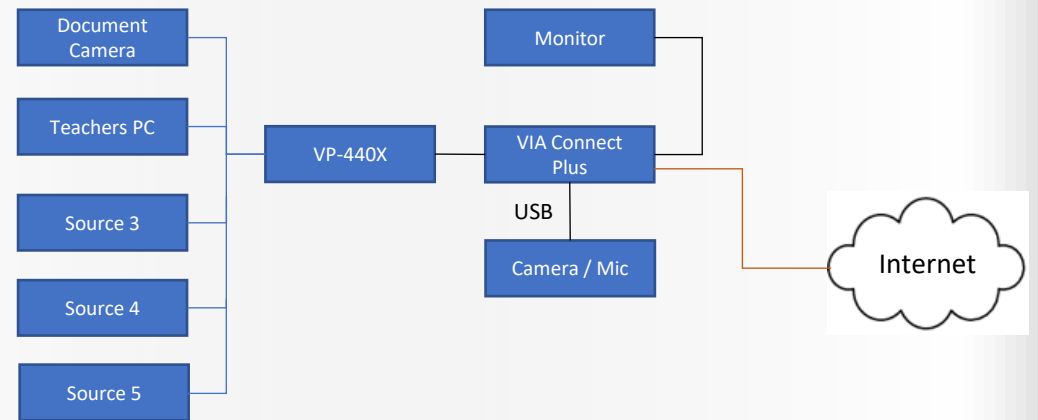 Document
Camera
Monitor
Teachers PC
VP-440X
VIA Connect
Plus
USB
Source 3
Camera / Mic
Internet
Source 4
Source 5